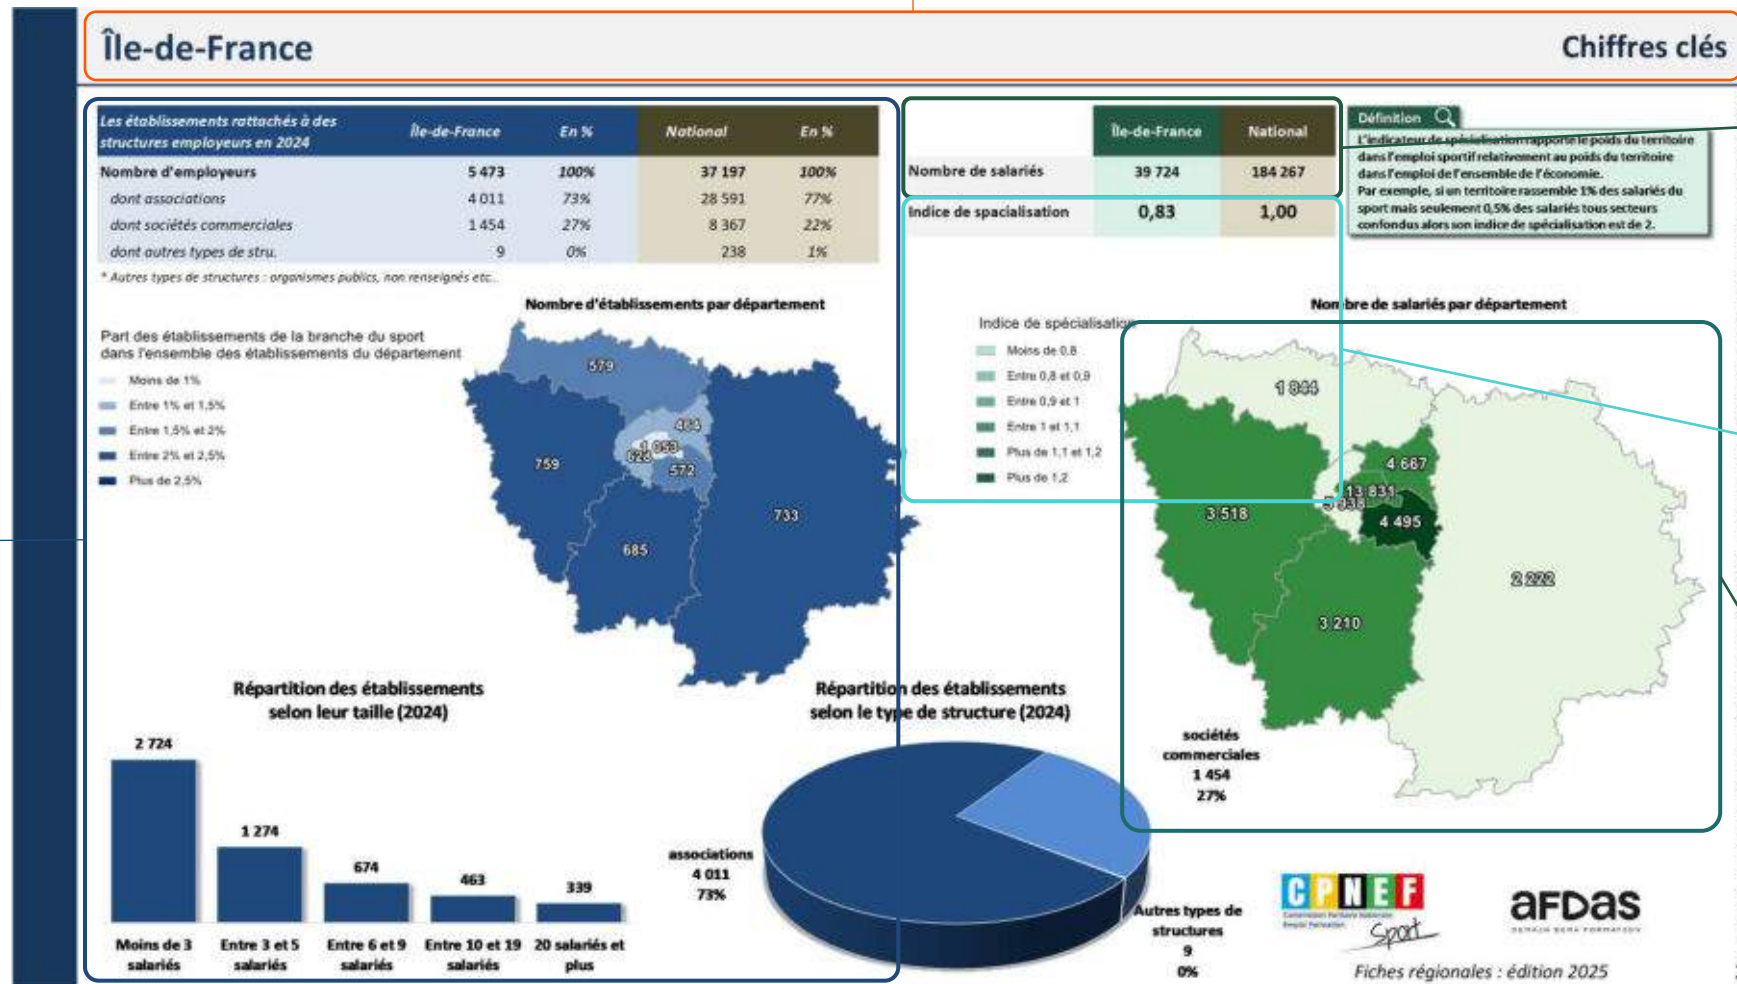 Île-de-France
Chiffres clés
Les établissements rattachés à des structures employeurs en 2024 Île-de-France En % National En %
Nombre d'employeurs 5 473 100% 37 197 100%
dont associations 4 011 73% 28 591 77%
dont sociétés commerciales 1 454 27% 8 367 22%
dont autres types de stru. 9 0% 238 1%
* Autres types de structures : organismes publics, non renseignés etc..
Île-de-France National
Nombre de salariés 39 724 184 267
Indice de spacialisation 0,83 1,00
Définition
L'indicateur de spécialisation rapporte le poids du territoire
dans l'emploi sportif relativement au poids du territoire
dans l'emploi de l'ensemble de l'économie.
Par exemple, si un territoire rassemble 1% des salariés du
sport mais seulement 0,5% des salariés tous secteurs
confondus alors son indice de spécialisation est de 2.
Nombre d'établissements par département
Part des établissements de la branche du sport
dans l'ensemble des établissements du département
Moins de 1%
Entre 1% et 1,5%
Entre 1,5% et 2%
Entre 2% et 2,5%
Plus de 2,5%
579
759
572
733
685
Nombre de salariés par département
Indice de spécialisation
Moins de 0,8
Entre 0,8 et 0,9
Entre 0,9 et 1
Entre 1 et 1,1
Plus de 1,1 et 1,2
Plus de 1,2
1 844
4 667
13 831
3 518
4 495
2 222
3 210
Répartition des établissements
selon leur taille (2024)
2 724
1 274
674
463
339
Moins de 3 salariés
Entre 3 et 5 salariés
Entre 6 et 9 salariés
Entre 10 et 19 salariés
20 salariés et plus
Répartition des établissements
selon le type de structure (2024)
sociétés
commerciales
1 454
27%
associations
4 011
73%
Autres types de
structures
9
0%
CPNEF
Sport
AFDAS
Fiches régionales : édition 2025